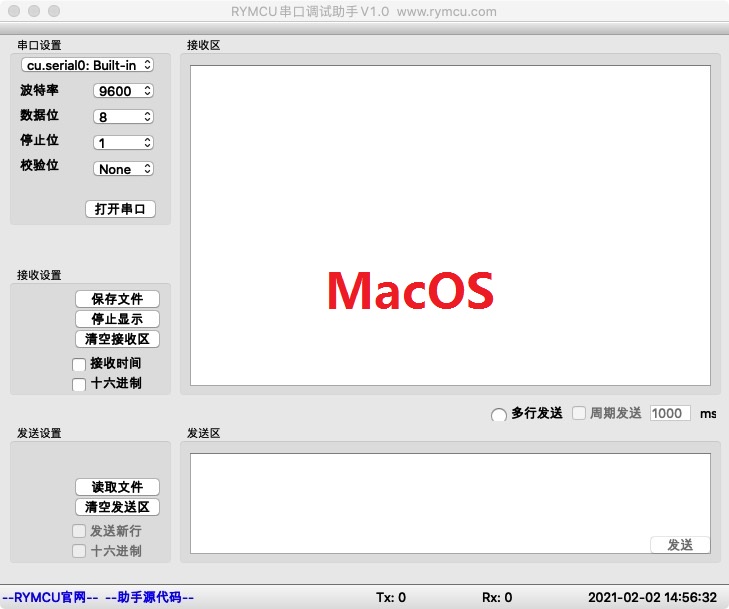 RYMCU串口调试助手V1.0 www.rymcu.com
串口设置
cu.serial0: Built-in
波特率 9600
数据位 8
停止位 1
校验位 None
打开串口
接收设置
保存文件
停止显示
清空接收区
接收时间
十六进制
接收区
MacOS
多行发送 周期发送 1000 ms
发送设置
读取文件
清空发送区
发送新行
十六进制
发送区
发送
--RYMCU官网-- --助手源代码-- Tx: 0 Rx: 0 2021-02-02 14:56:32